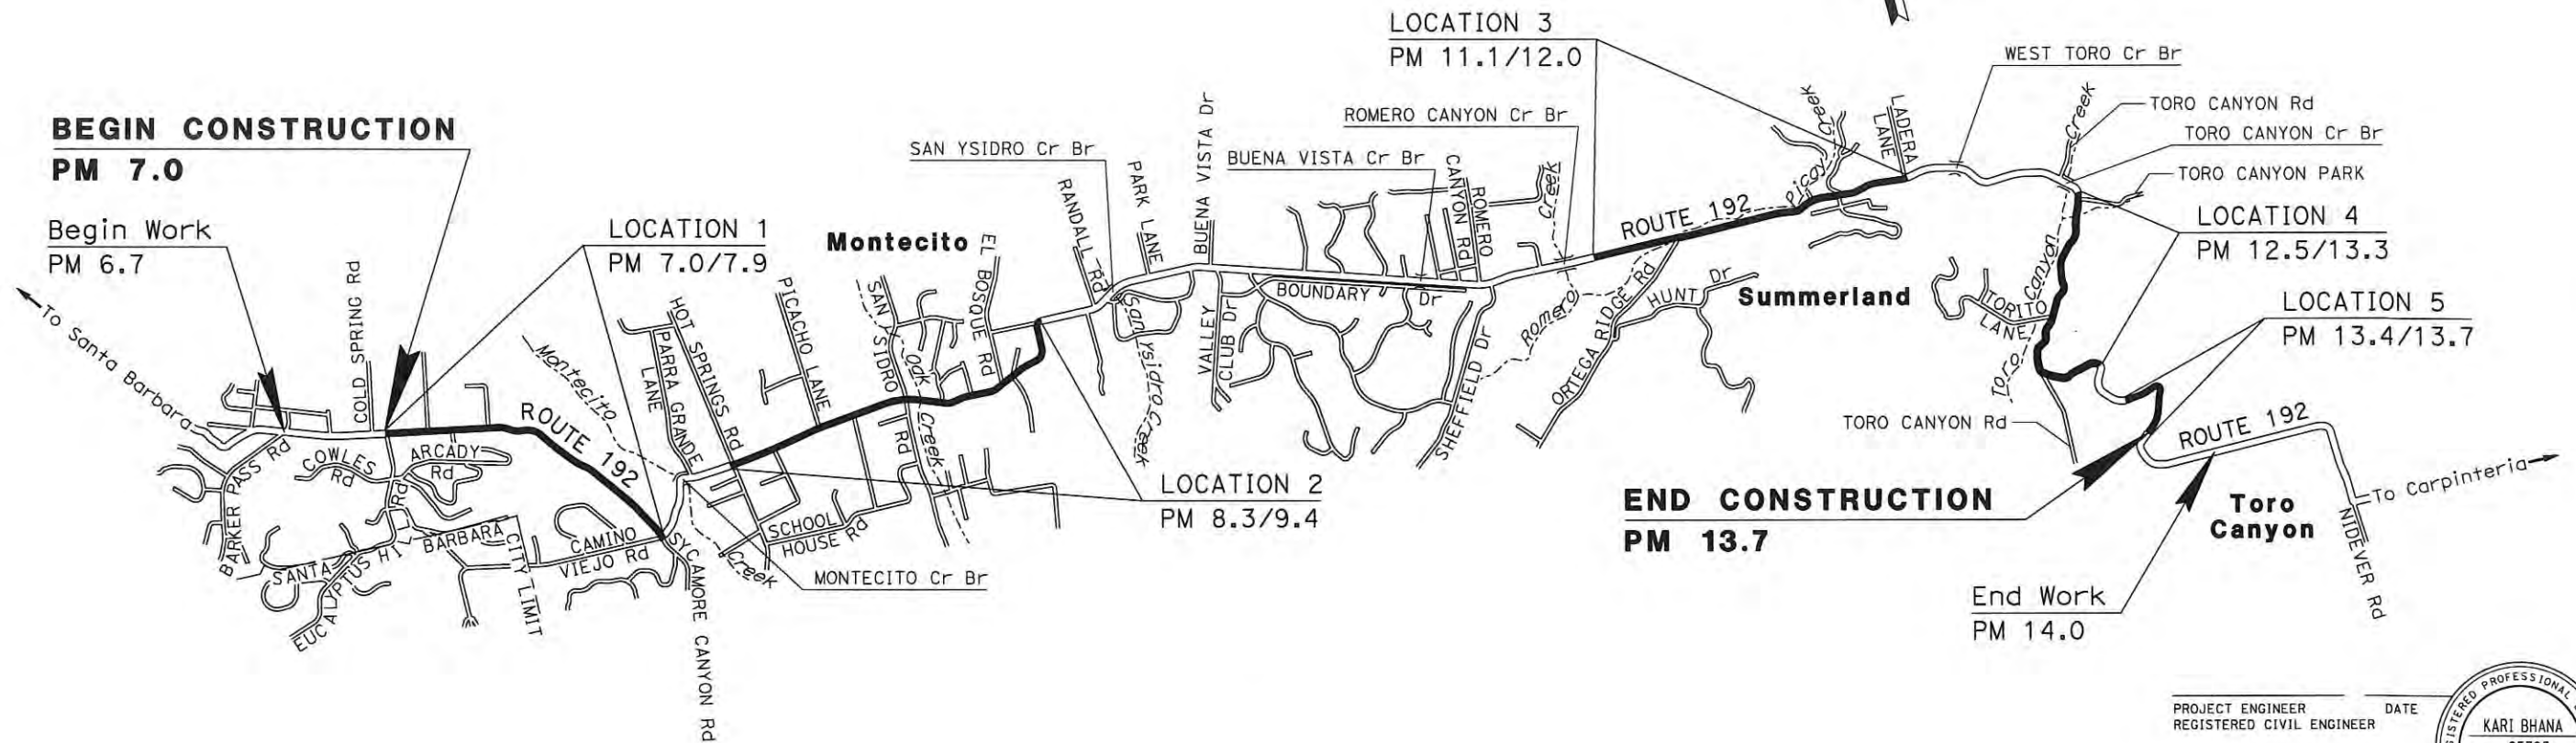 LOCATION 3
PM 11.1/12.0
WEST TORO Cr Br
Creek
TORO CANYON Rd
TORO CANYON Cr Br
TORO CANYON PARK
LADERA
LANE
Creek
Picay
BEGIN CONSTRUCTION
PM 7.0
ROMERO CANYON Cr Br
SAN YSIDRO Cr Br
BUENA VISTA Cr Br
BUENA VISTA Dr
PARK LANE
RANDALL Rd
CANYON Rd
ROMERO
Creek
ROUTE 192
LOCATION 4
PM 12.5/13.3
Begin Work
PM 6.7
LOCATION 1
PM 7.0/7.9
Montecito
EL BOSQUE Rd
COLD SPRING Rd
HOT SPRINGS Rd
PARRA GRANDE
LANE
PICACHO LANE
SAN YSIDRO
Rd
Oak
Creek
San Ysidro Creek
VALLEY
CLUB Dr
BOUNDARY Dr
SHEFFIELD Dr
Romero
ORTEGA RIDGE Rd
HUNT Dr
Summerland
Canyon
Toro
TORITO
LANE
LOCATION 5
PM 13.4/13.7
To Santa Barbara
Montecito
Creek
ROUTE 192
ARCADY
Rd
COWLES
Rd
BARKER PASS Rd
EUCALYPTUS HILL Rd
SANTA BARBARA CITY LIMIT
CAMINO
VIEJO Rd
SYCAMORE CANYON Rd
SCHOOL
HOUSE Rd
MONTECITO Cr Br
LOCATION 2
PM 8.3/9.4
TORO CANYON Rd
ROUTE 192
To Carpinteria
NIDEVER Rd
END CONSTRUCTION
PM 13.7
Toro
Canyon
End Work
PM 14.0
PROJECT ENGINEER DATE
REGISTERED CIVIL ENGINEER
REGISTERED PROFESSIONAL
KARI BHANA